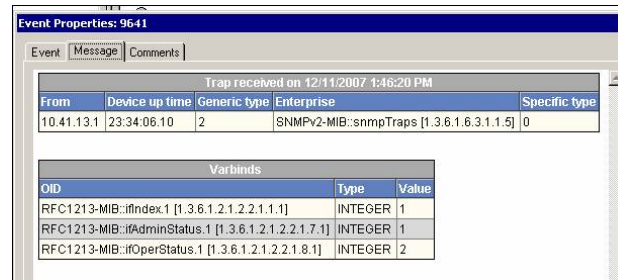 Event Properties: 9641
Event Message Comments
Trap received on 12/11/2007 1:46:20 PM
From Device up time Generic type Enterprise Specific type
10.41.13.1 23:34:06.10 2 SNMPv2-MIB::snmpTraps [1.3.6.1.6.3.1.1.5] 0
Varbinds
OID Type Value
RFC1213-MIB::ifIndex.1 [1.3.6.1.2.1.2.2.1.1.1] INTEGER 1
RFC1213-MIB::ifAdminStatus.1 [1.3.6.1.2.1.2.2.1.7.1] INTEGER 1
RFC1213-MIB::ifOperStatus.1 [1.3.6.1.2.1.2.2.1.8.1] INTEGER 2